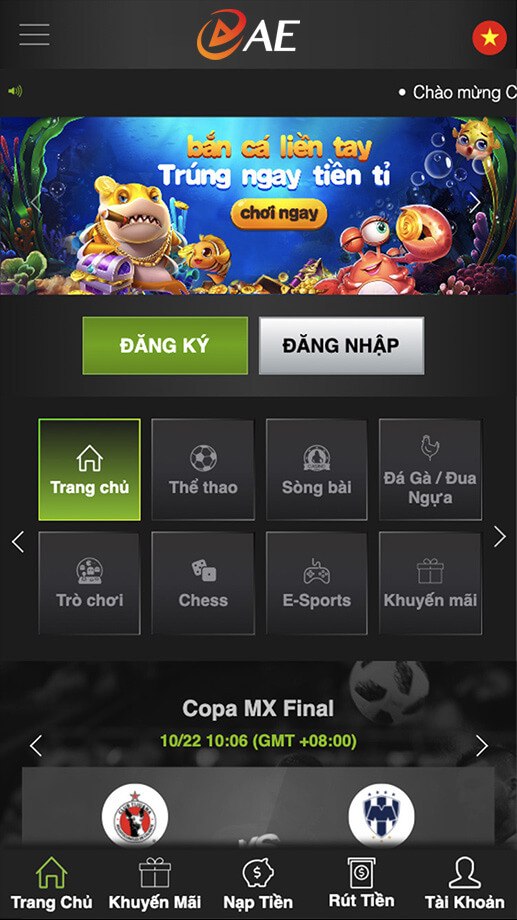 AE
• Chào mừng C
bắn cá liền tay
Trúng ngay tiền tỉ
chơi ngay
ĐĂNG KÝ
ĐĂNG NHẬP
Trang chủ
Thể thao
Sòng bài
Đá Gà / Đua
Ngựa
Trò chơi
Chess
E-Sports
Khuyến mãi
Copa MX Final
10/22 10:06 (GMT +08:00)
VS
Trang Chủ
Khuyến Mãi
Nạp Tiền
Rút Tiền
Tài Khoản